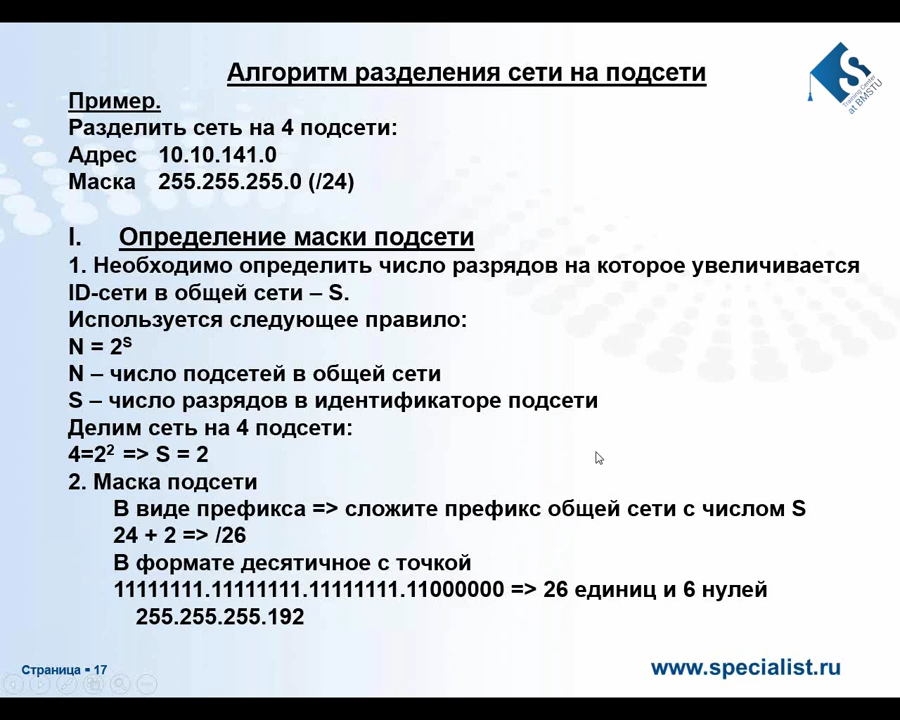 Алгоритм разделения сети на подсети
Пример.
Разделить сеть на 4 подсети:
Адрес 10.10.141.0
Маска 255.255.255.0 (/24)
I. Определение маски подсети
1. Необходимо определить число разрядов на которое увеличивается
ID-сети в общей сети – S.
Используется следующее правило:
N = 2ˢ
N – число подсетей в общей сети
S – число разрядов в идентификаторе подсети
Делим сеть на 4 подсети:
4=2² => S = 2
2. Маска подсети
В виде префикса => сложите префикс общей сети с числом S
24 + 2 => /26
В формате десятичное с точкой
11111111.11111111.11111111.11000000 => 26 единиц и 6 нулей
255.255.255.192
Страница ▪ 17
www.specialist.ru
S
Training Center
at BMSTU